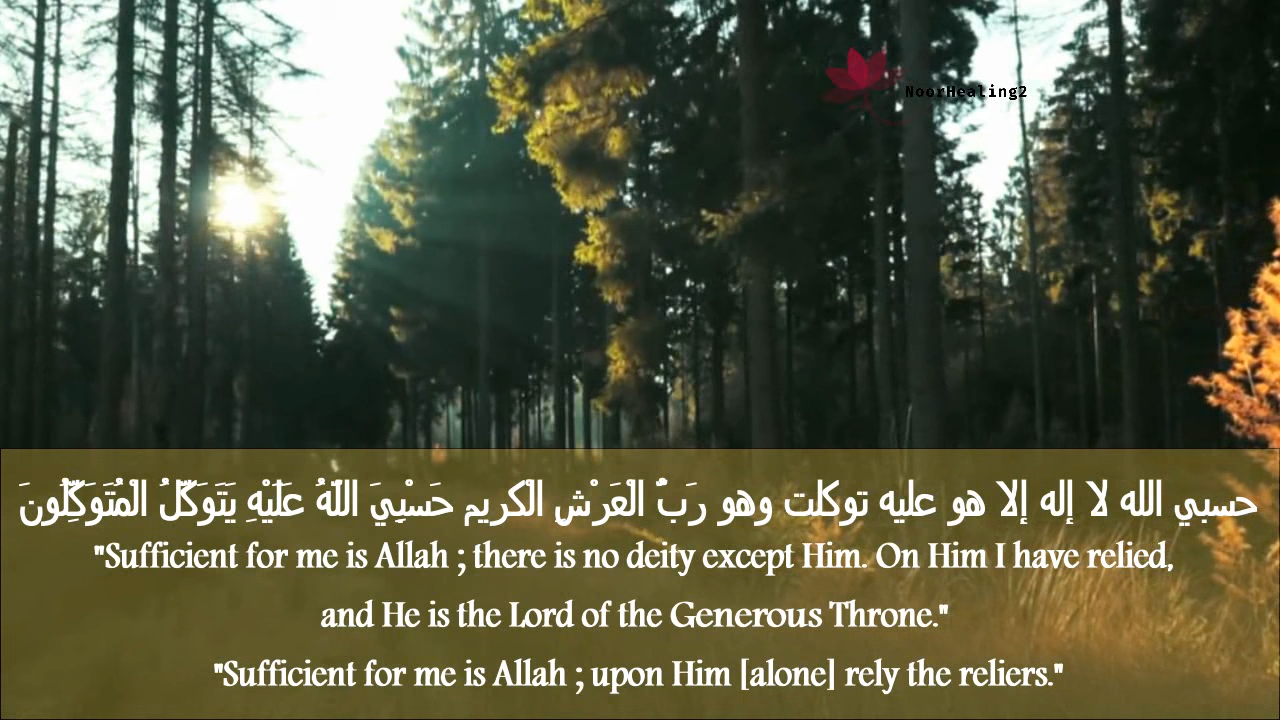 NoorHealing2
حسبي الله لا إله إلا هو عليه توكلت وهو رَبُّ الْعَرْشِ الْكريم حَسْبِيَ اللَّهُ عَلَيْهِ يَتَوَكَّلُ الْمُتَوَكِّلُونَ
"Sufficient for me is Allah ; there is no deity except Him. On Him I have relied,
and He is the Lord of the Generous Throne."
"Sufficient for me is Allah ; upon Him [alone] rely the reliers."